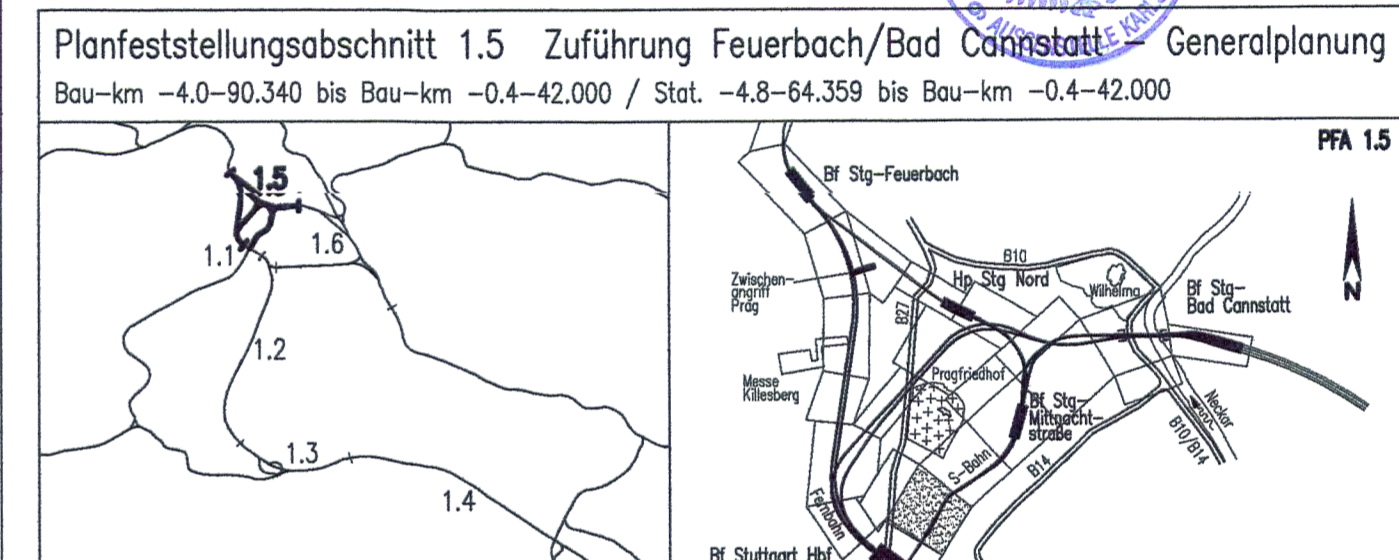 Planfeststellungsabschnitt 1.5 Zuführung Feuerbach/Bad Cannstatt – Generalplanung
Bau-km -4.0-90.340 bis Bau-km -0.4-42.000 / Stat. -4.8-64.359 bis Bau-km -0.4-42.000
AUSSENSTELLE
1.5
1.1
1.6
1.2
1.3
1.4
PFA 1.5
Bf Stg-Feuerbach
N
B10
Zwischen-
angriff
Prag
Hp Stg Nord
Wilhelma
Bf Stg-
Bad Cannstatt
B27
Messe
Killesberg
Pragfriedhof
Bf Stg-
Mittnacht-
straße
Neckar
B10/B14
S-Bahn
B14
Fernbahn
Bf Stuttgart Hbf